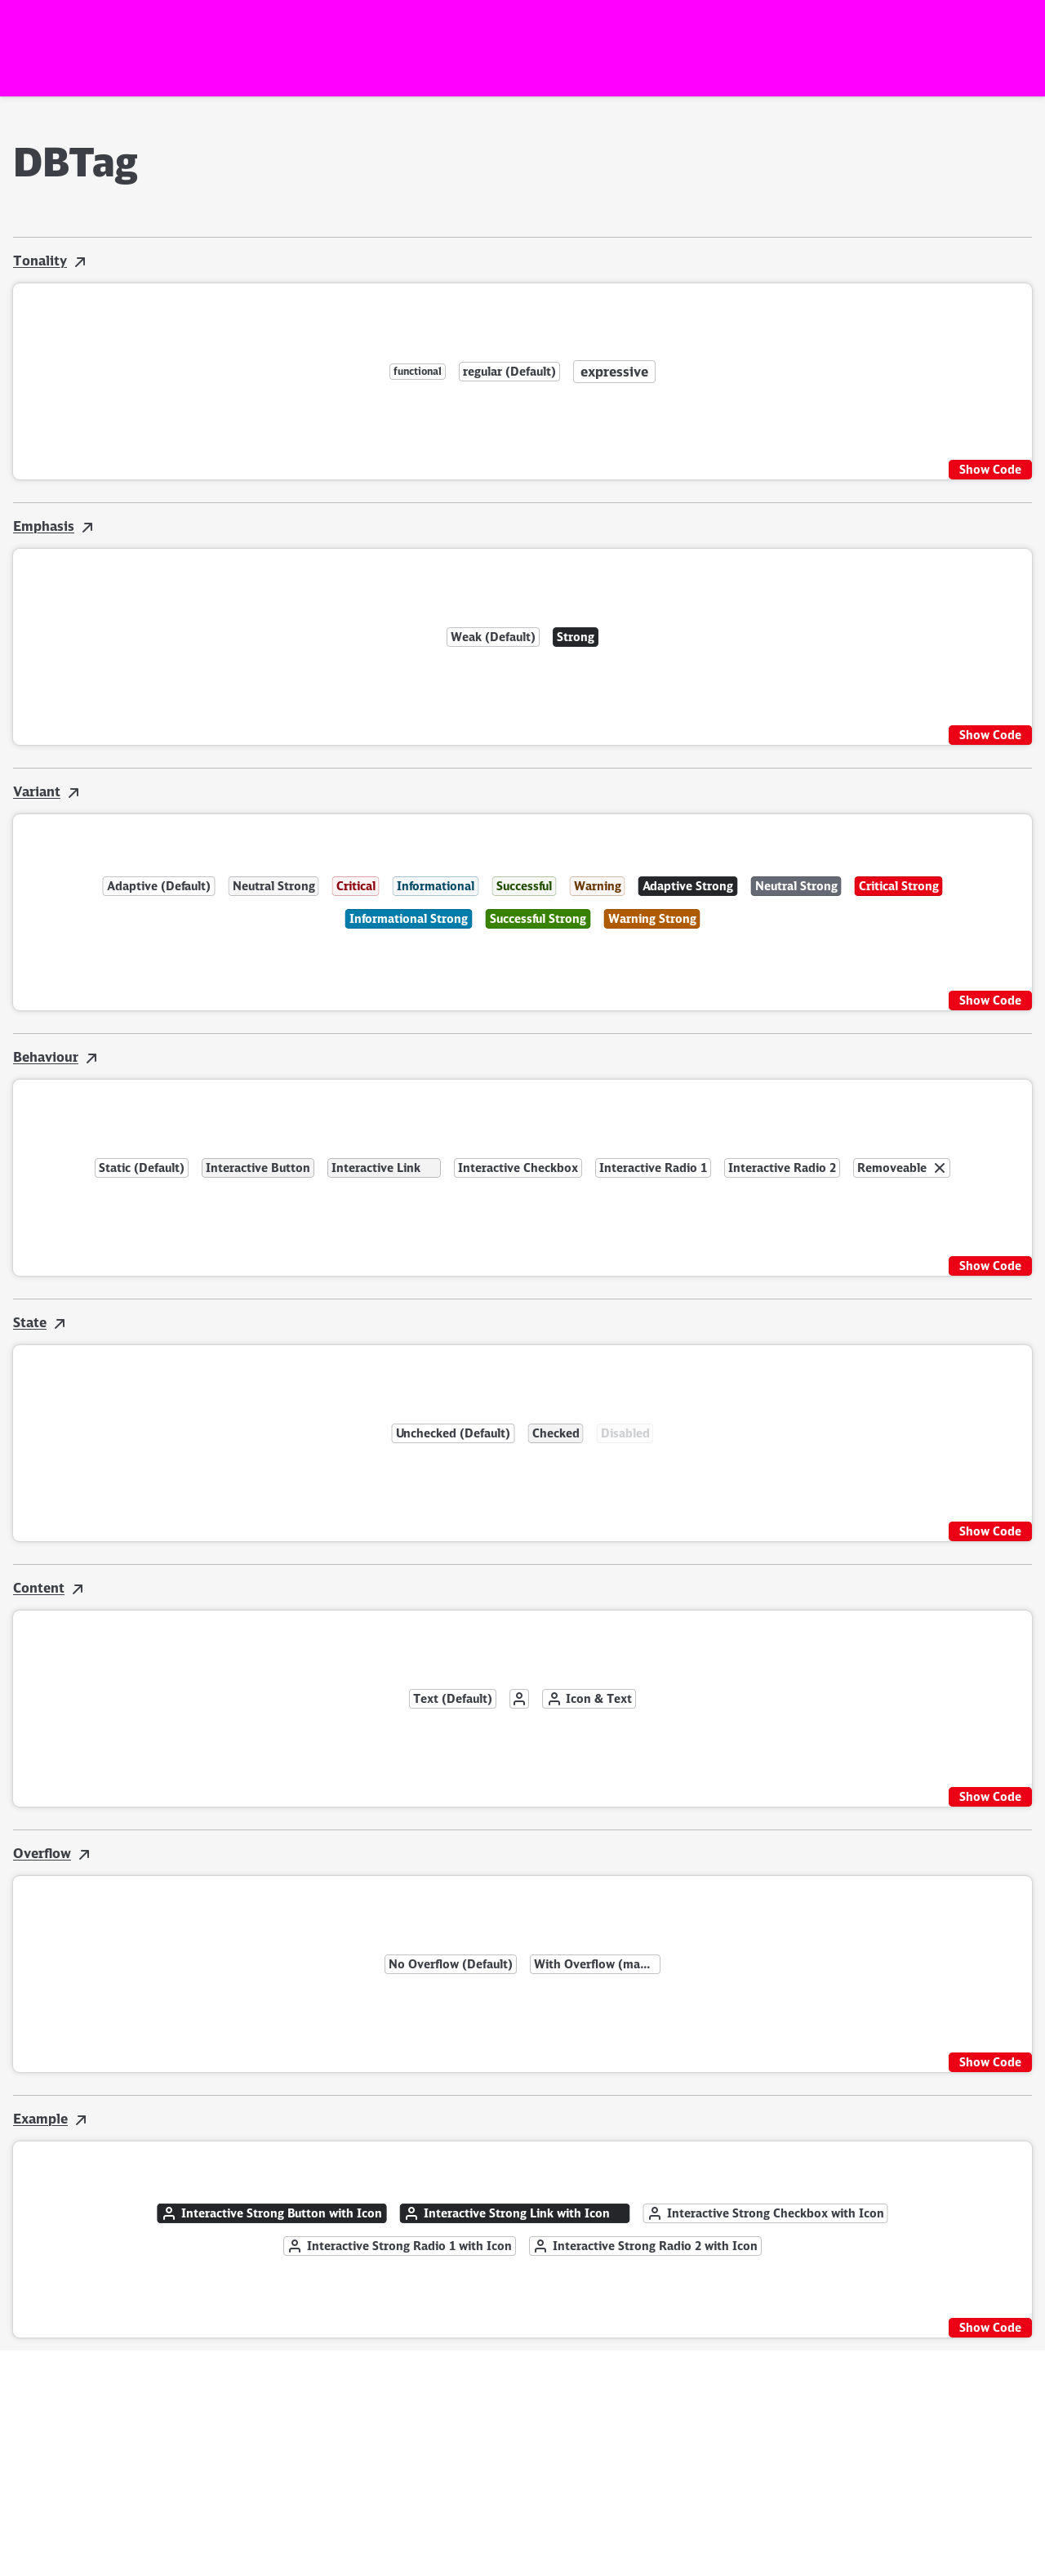 DBTag
Tonality
functional regular (Default) expressive
Show Code
Emphasis
Weak (Default) Strong
Show Code
Variant
Adaptive (Default) Neutral Strong Critical Informational Successful Warning Adaptive Strong Neutral Strong Critical Strong
Informational Strong Successful Strong Warning Strong
Show Code
Behaviour
Static (Default) Interactive Button Interactive Link Interactive Checkbox Interactive Radio 1 Interactive Radio 2 Removeable
Show Code
State
Unchecked (Default) Checked Disabled
Show Code
Content
Text (Default) Icon & Text
Show Code
Overflow
No Overflow (Default) With Overflow (ma...
Show Code
Example
Interactive Strong Button with Icon Interactive Strong Link with Icon Interactive Strong Checkbox with Icon
Interactive Strong Radio 1 with Icon Interactive Strong Radio 2 with Icon
Show Code